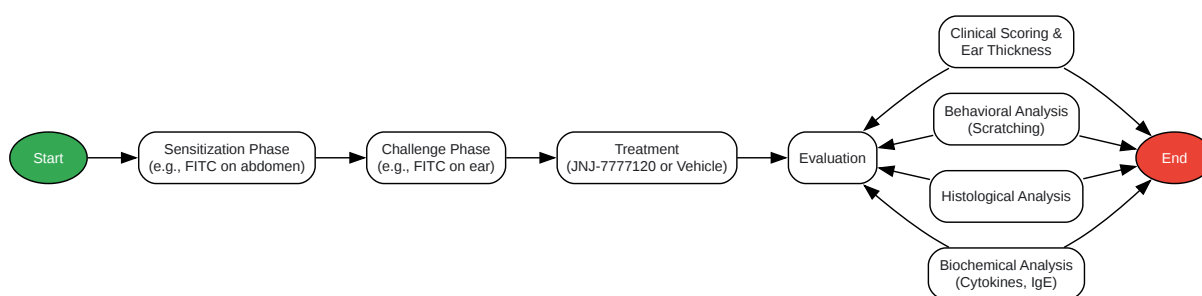 Start
Sensitization Phase
(e.g., FITC on abdomen)
Challenge Phase
(e.g., FITC on ear)
Treatment
(JNJ-7777120 or Vehicle)
Evaluation
Clinical Scoring &
Ear Thickness
Behavioral Analysis
(Scratching)
Histological Analysis
Biochemical Analysis
(Cytokines, IgE)
End